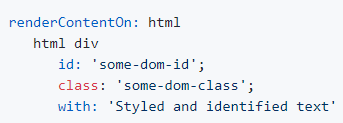 renderContentOn: html
html div
id: 'some-dom-id';
class: 'some-dom-class';
with: 'Styled and identified text'